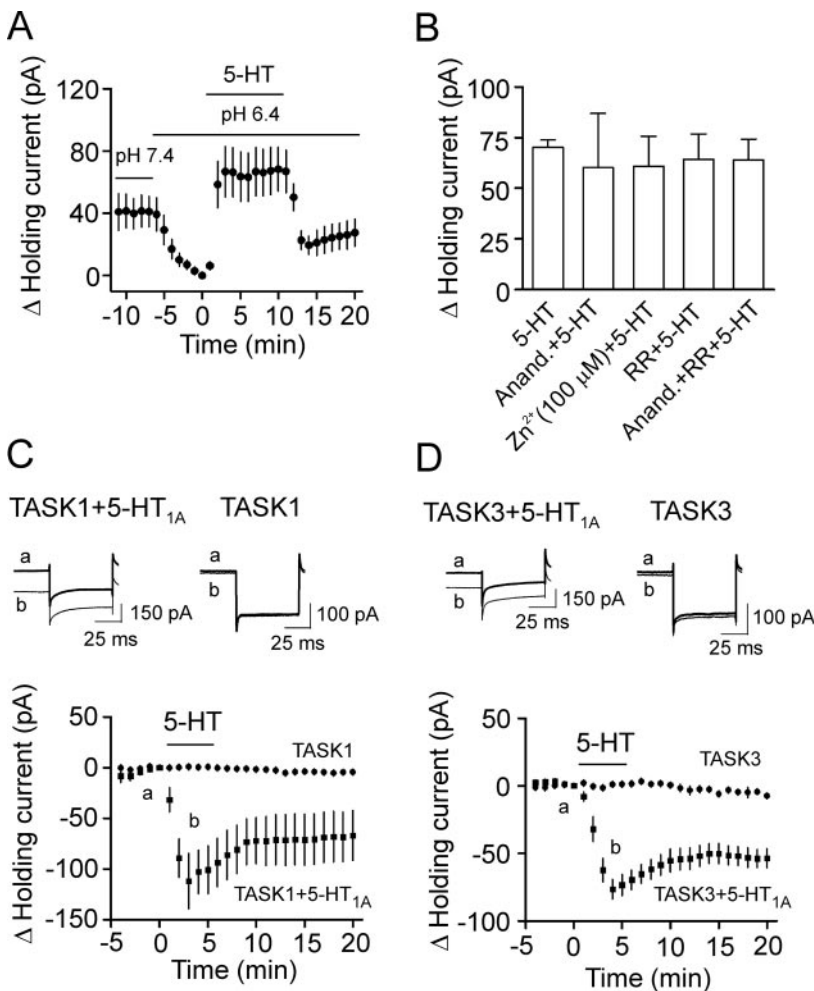 A
Δ Holding current (pA)
120
80
40
0
5-HT
pH 6.4
pH 7.4
-10 -5 0 5 10 15 20
Time (min)
B
Δ Holding current (pA)
100
75
50
25
0
5-HT
Anand.+5-HT
Zn²⁺(100 μM)+5-HT
RR+5-HT
Anand.+RR+5-HT
C
TASK1+5-HT₁A TASK1
a
b
150 pA
25 ms
a
b
100 pA
25 ms
Δ Holding current (pA)
50
0
-50
-100
-150
5-HT
TASK1
a
b
TASK1+5-HT₁A
-5 0 5 10 15 20
Time (min)
D
TASK3+5-HT₁A TASK3
a
b
150 pA
25 ms
a
b
100 pA
25 ms
Δ Holding current (pA)
50
0
-50
-100
5-HT
TASK3
a
b
TASK3+5-HT₁A
-5 0 5 10 15 20
Time (min)